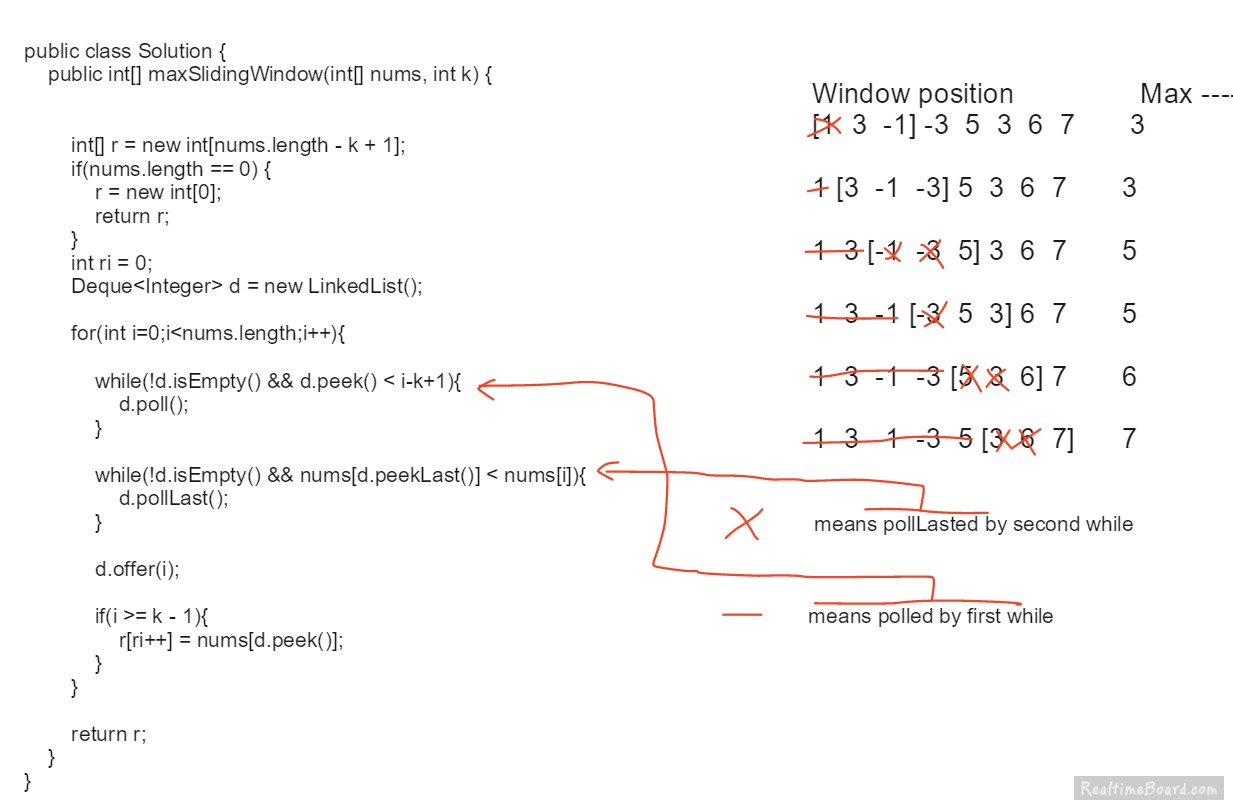 public class Solution {
public int[] maxSlidingWindow(int[] nums, int k) {
int[] r = new int[nums.length - k + 1];
if(nums.length == 0) {
r = new int[0];
return r;
}
int ri = 0;
Deque<Integer> d = new LinkedList();
for(int i=0;i<nums.length;i++){
while(!d.isEmpty() && d.peek() < i-k+1){
d.poll();
}
while(!d.isEmpty() && nums[d.peekLast()] < nums[i]){
d.pollLast();
}
d.offer(i);
if(i >= k - 1){
r[ri++] = nums[d.peek()];
}
}
return r;
}
}
Window position Max ----
[1 3 -1] -3 5 3 6 7 3
1 [3 -1 -3] 5 3 6 7 3
1 3 [-1 -3 5] 3 6 7 5
1 3 -1 [-3 5 3] 6 7 5
1 3 -1 -3 [5 3 6] 7 6
1 3 -1 -3 5 [3 6 7] 7
means pollLasted by second while
means polled by first while
RealtimeBoard.com